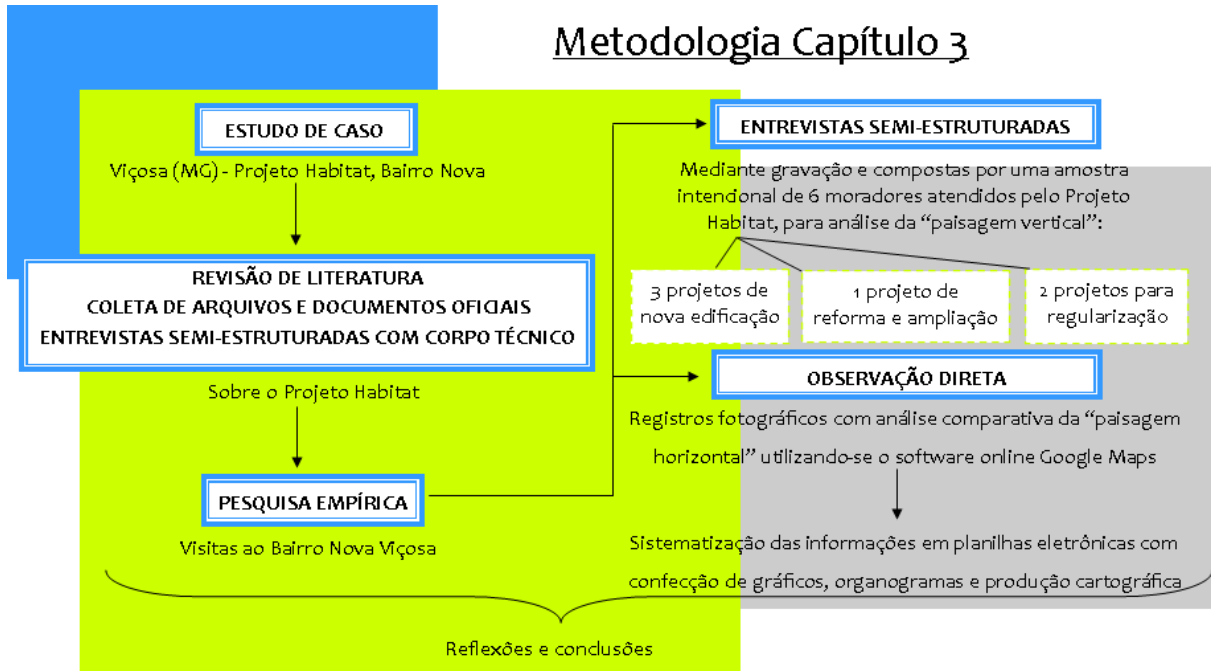 Metodologia Capítulo 3
ESTUDO DE CASO
Viçosa (MG) - Projeto Habitat, Bairro Nova
REVISÃO DE LITERATURA
COLETA DE ARQUIVOS E DOCUMENTOS OFICIAIS
ENTREVISTAS SEMI-ESTRUTURADAS COM CORPO TÉCNICO
Sobre o Projeto Habitat
PESQUISA EMPÍRICA
Visitas ao Bairro Nova Viçosa
ENTREVISTAS SEMI-ESTRUTURADAS
Mediante gravação e compostas por uma amostra
intencional de 6 moradores atendidos pelo Projeto
Habitat, para análise da “paisagem vertical”:
3 projetos de
nova edificação
1 projeto de
reforma e ampliação
2 projetos para
regularização
OBSERVAÇÃO DIRETA
Registros fotográficos com análise comparativa da “paisagem
horizontal” utilizando-se o software online Google Maps
Sistematização das informações em planilhas eletrônicas com
confecção de gráficos, organogramas e produção cartográfica
Reflexões e conclusões